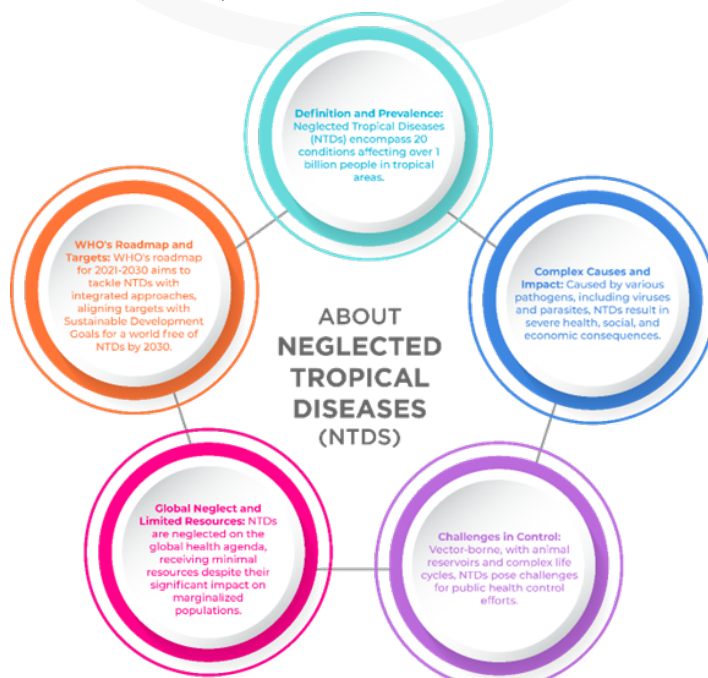 Definition and Prevalence:
Neglected Tropical Diseases
(NTDs) encompass 20
conditions affecting over 1
billion people in tropical
areas.
WHO's Roadmap and
Targets: WHO's roadmap
for 2021-2030 aims to
tackle NTDs with
integrated approaches,
aligning targets with
Sustainable Development
Goals for a world free of
NTDs by 2030.
Complex Causes and
Impact: Caused by various
pathogens, including viruses
and parasites, NTDs result in
severe health, social, and
economic consequences.
ABOUT
NEGLECTED
TROPICAL
DISEASES
(NTDS)
Global Neglect and
Limited Resources: NTDs
are neglected on the
global health agenda,
receiving minimal
resources despite their
significant impact on
marginalized
populations.
Challenges in Control:
Vector-borne, with animal
reservoirs and complex life
cycles, NTDs pose challenges
for public health control
efforts.